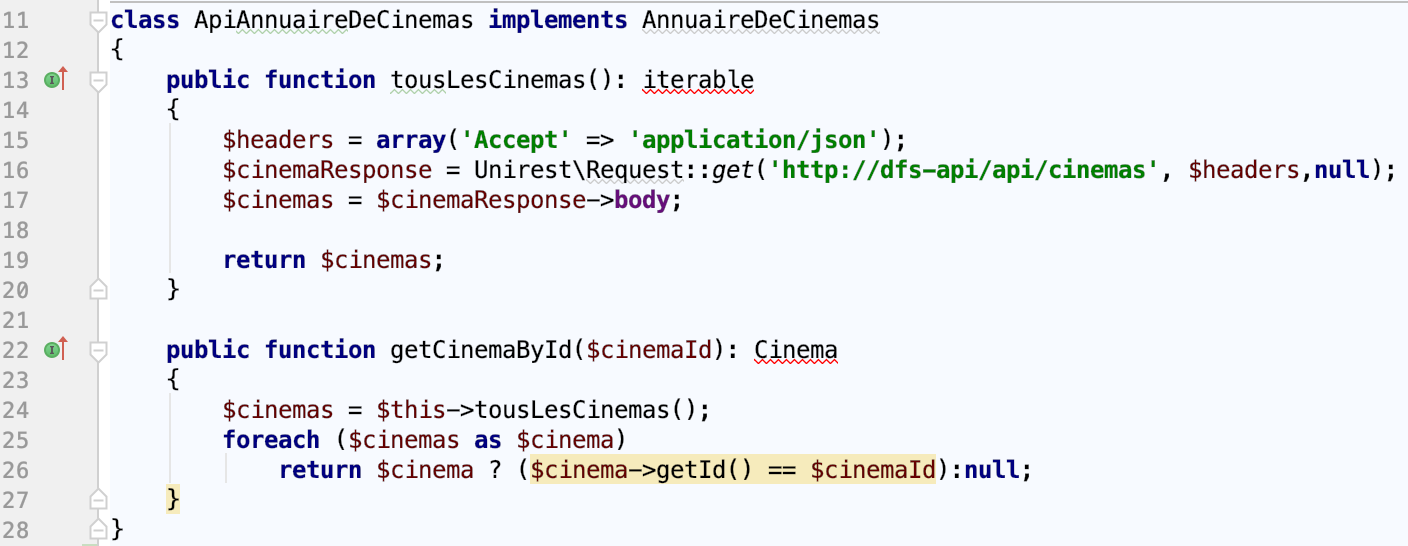 11 class ApiAnnuaireDeCinemas implements AnnuaireDeCinemas
12 {
13     public function tousLesCinemas(): iterable
14     {
15         $headers = array('Accept' => 'application/json');
16         $cinemaResponse = Unirest\Request::get('http://dfs-api/api/cinemas', $headers,null);
17         $cinemas = $cinemaResponse->body;
18
19         return $cinemas;
20     }
21
22     public function getCinemaById($cinemaId): Cinema
23     {
24         $cinemas = $this->tousLesCinemas();
25         foreach ($cinemas as $cinema)
26             return $cinema ? ($cinema->getId() == $cinemaId):null;
27     }
28 }